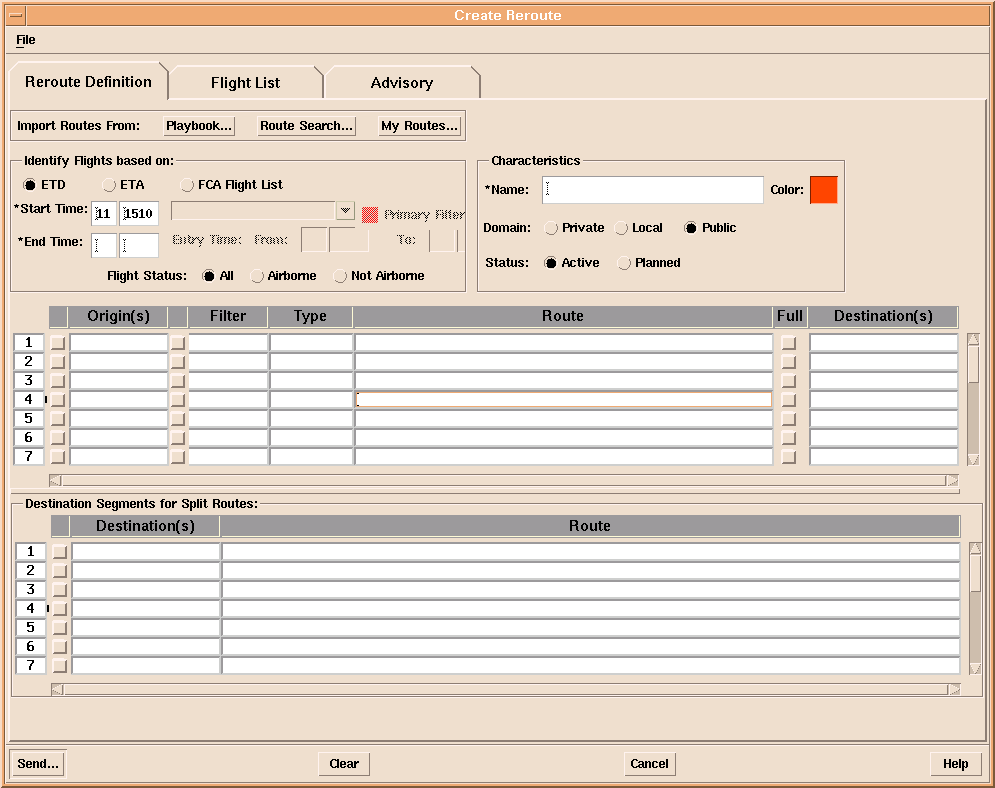 Create Reroute
File
Reroute Definition Flight List Advisory
Import Routes From: Playbook... Route Search... My Routes...
Identify Flights based on:
ETD ETA FCA Flight List
*Start Time: 11 1510 Primary Filter
*End Time: Entry Time: From: To:
Flight Status: All Airborne Not Airborne
Characteristics
*Name: Color:
Domain: Private Local Public
Status: Active Planned
Origin(s) Filter Type Route Full Destination(s)
1
2
3
4
5
6
7
Destination Segments for Split Routes:
Destination(s) Route
1
2
3
4
5
6
7
Send... Clear Cancel Help